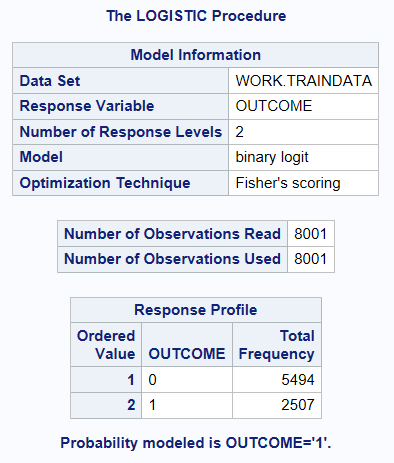 The LOGISTIC Procedure
Model Information
Data Set WORK.TRAINDATA
Response Variable OUTCOME
Number of Response Levels 2
Model binary logit
Optimization Technique Fisher's scoring
Number of Observations Read 8001
Number of Observations Used 8001
Response Profile
Ordered Total
Value OUTCOME Frequency
1 0 5494
2 1 2507
Probability modeled is OUTCOME='1'.